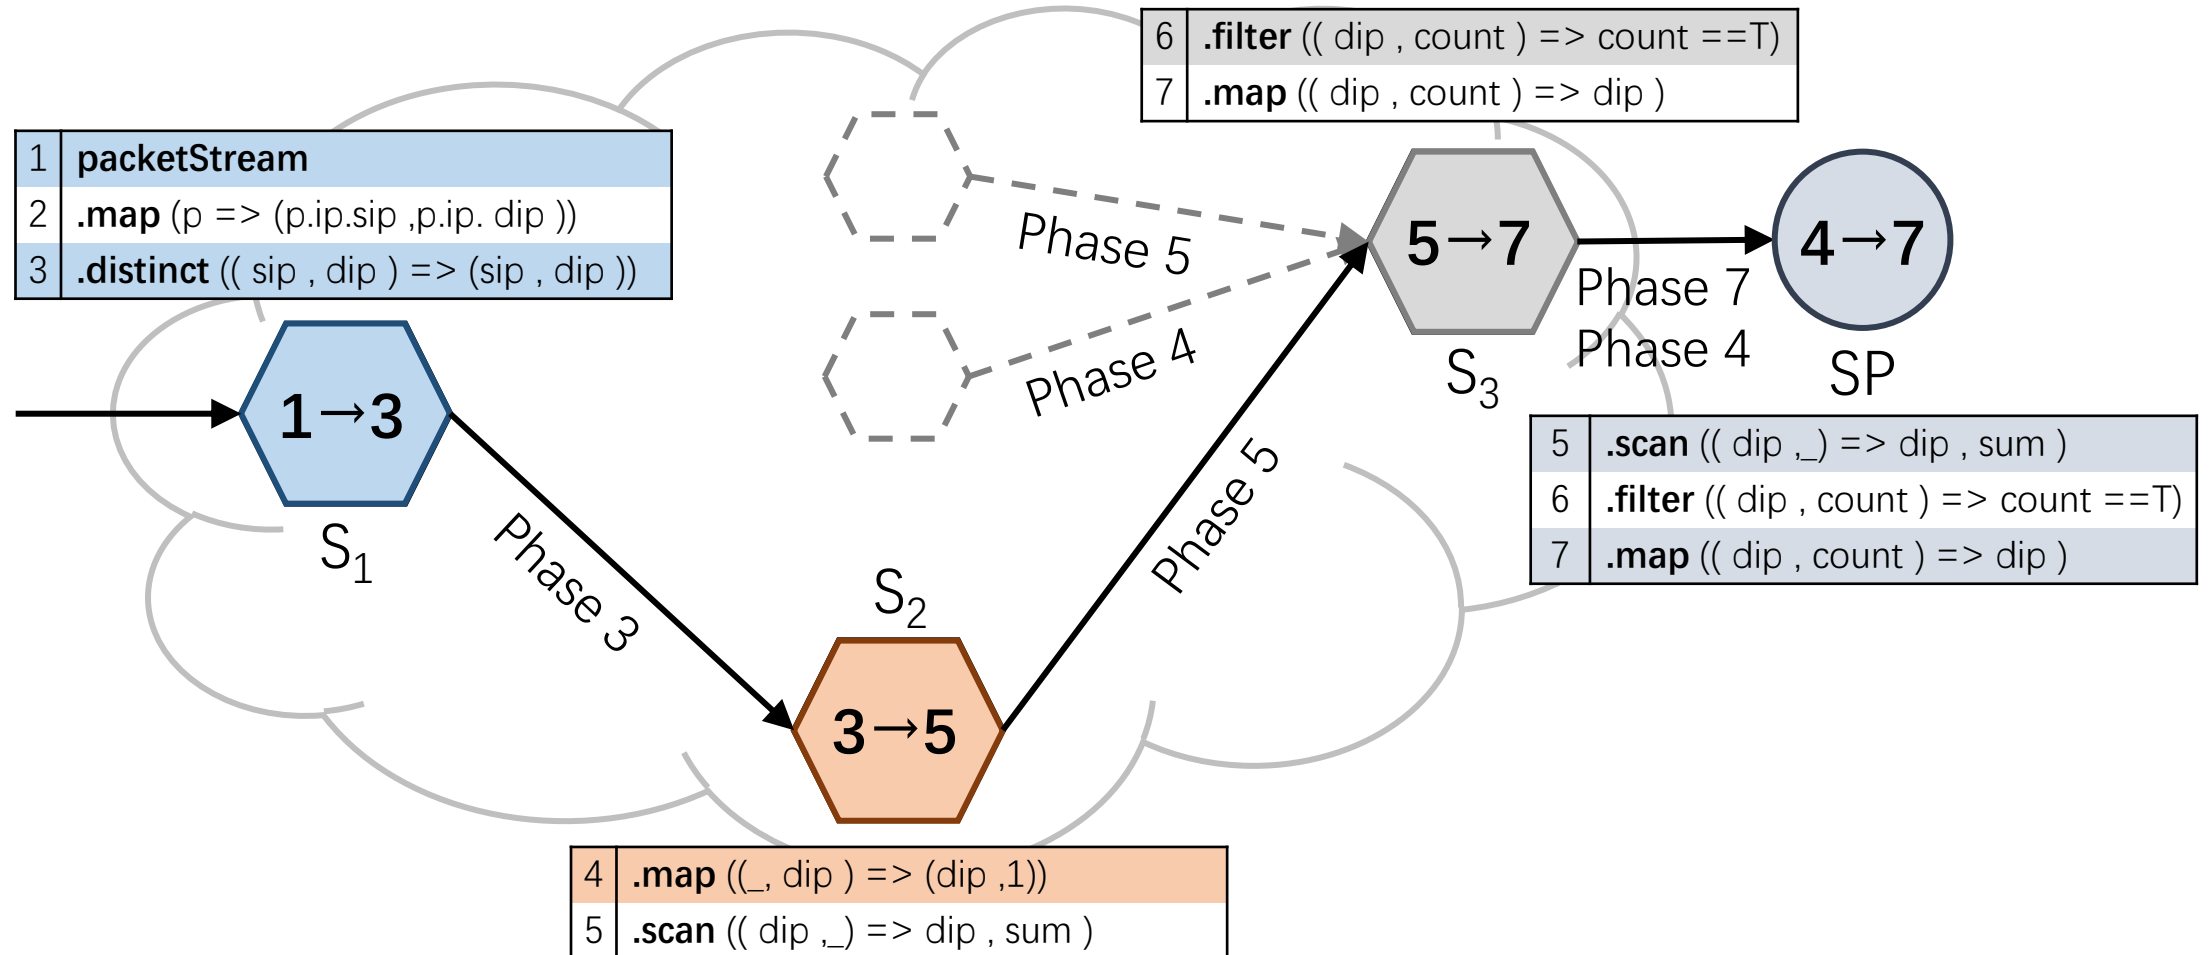 6 .filter (( dip , count ) => count ==T)
7 .map (( dip , count ) => dip )
1 packetStream
2 .map (p => (p.ip.sip ,p.ip. dip ))
3 .distinct (( sip , dip ) => (sip , dip ))
Phase 5
Phase 4
5→7
S3
4→7
SP
Phase 7
Phase 4
1→3
S1
Phase 3
Phase 5
5 .scan (( dip ,_) => dip , sum )
6 .filter (( dip , count ) => count ==T)
7 .map (( dip , count ) => dip )
S2
3→5
4 .map ((_, dip ) => (dip ,1))
5 .scan (( dip ,_) => dip , sum )